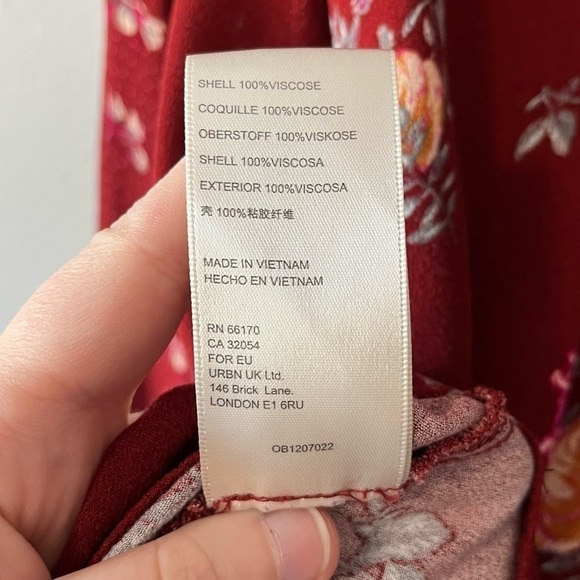 SHELL 100%VISCOSE
COQUILLE 100%VISCOSE
OBERSTOFF 100%VISKOSE
SHELL 100%VISCOSA
EXTERIOR 100%VISCOSA
壳 100%粘胶纤维
MADE IN VIETNAM
HECHO EN VIETNAM
RN 66170
CA 32054
FOR EU
URBN UK Ltd.
146 Brick Lane.
LONDON E1 6RU
OB1207022